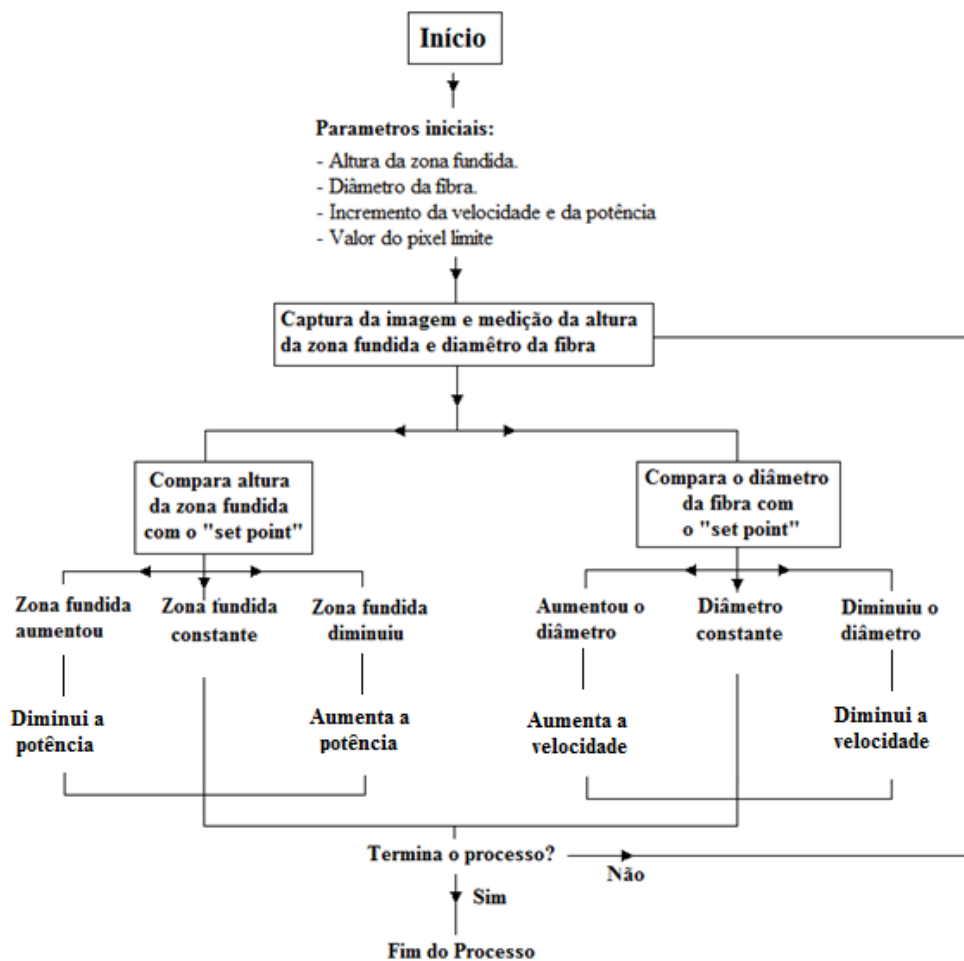 Início
Parametros iniciais:
- Altura da zona fundida.
- Diâmetro da fibra.
- Incremento da velocidade e da potência
- Valor do pixel limite
Captura da imagem e medição da altura
da zona fundida e diamêtro da fibra
Compara altura
da zona fundida
com o "set point"
Compara o diâmetro
da fibra com
o "set point"
Zona fundida
aumentou
Zona fundida
constante
Zona fundida
diminuiu
Aumentou o
diâmetro
Diâmetro
constante
Diminuiu o
diâmetro
Diminui a
potência
Aumenta a
potência
Aumenta a
velocidade
Diminui a
velocidade
Termina o processo?
Não
Sim
Fim do Processo